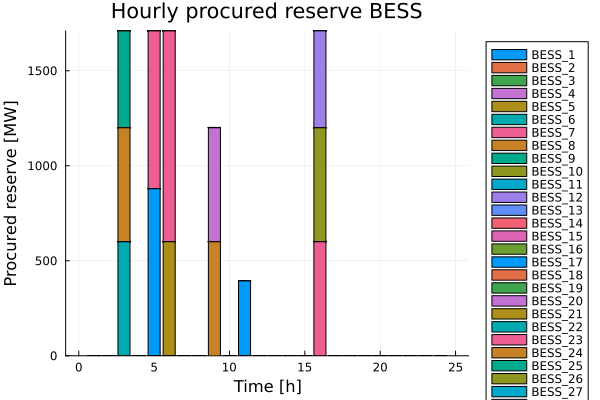 Hourly procured reserve BESS
Procured reserve [MW]
1500
1000
500
0
0
5
10
15
20
25
Time [h]
BESS_1
BESS_2
BESS_3
BESS_4
BESS_5
BESS_6
BESS_7
BESS_8
BESS_9
BESS_10
BESS_11
BESS_12
BESS_13
BESS_14
BESS_15
BESS_16
BESS_17
BESS_18
BESS_19
BESS_20
BESS_21
BESS_22
BESS_23
BESS_24
BESS_25
BESS_26
BESS_27